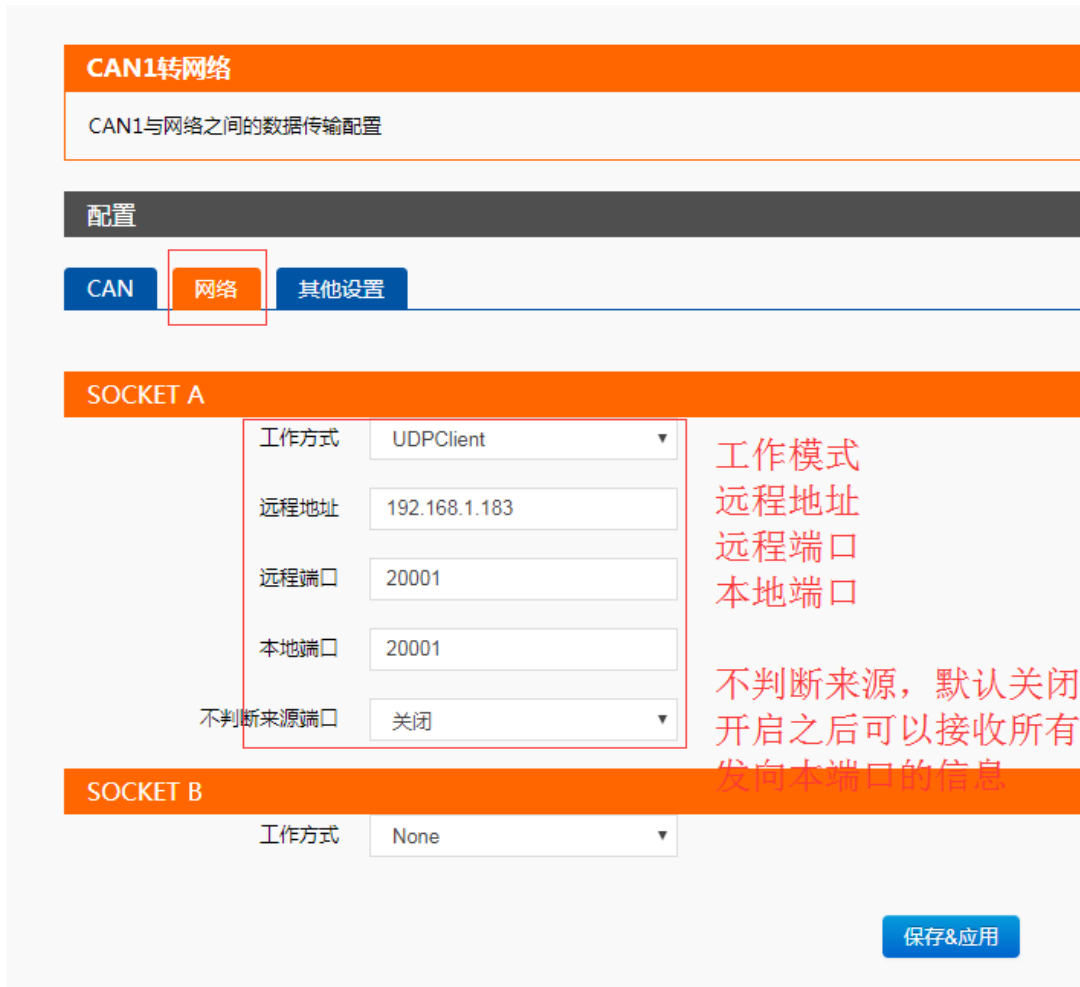 CAN1转网络
CAN1与网络之间的数据传输配置
配置
CAN 网络 其他设置
SOCKET A
工作方式 UDPClient
工作模式
远程地址 192.168.1.183
远程地址
远程端口 20001
远程端口
本地端口
本地端口 20001
不判断来源，默认关闭
不判断来源端口 关闭
开启之后可以接收所有
发向本端口的信息
SOCKET B
工作方式 None
保存&应用